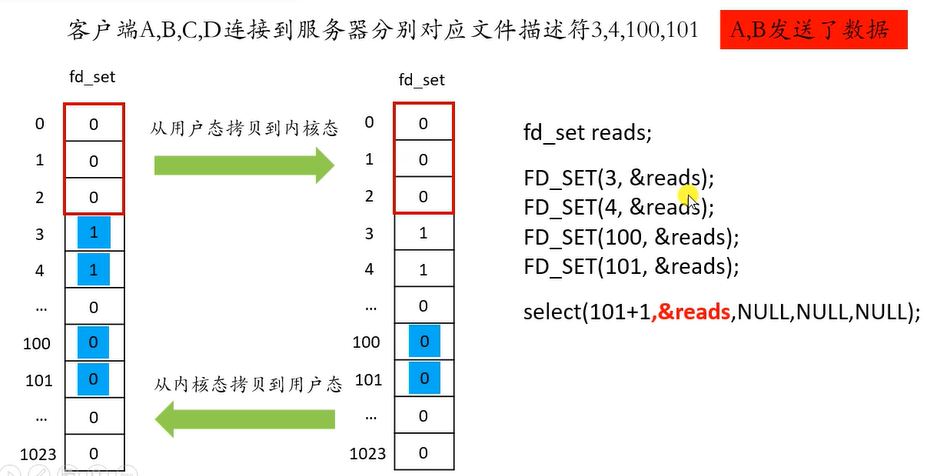 客户端A,B,C,D连接到服务器分别对应文件描述符3,4,100,101
A,B发送了数据
fd_set
0 0
1 0
2 0
3 1
4 1
... 0
100 0
101 0
... 0
1023 0
从用户态拷贝到内核态
从内核态拷贝到用户态
fd_set
0 0
1 0
2 0
3 1
4 1
... 0
100 0
101 0
... 0
1023 0
fd_set reads;
FD_SET(3, &reads);
FD_SET(4, &reads);
FD_SET(100, &reads);
FD_SET(101, &reads);
select(101+1,&reads,NULL,NULL,NULL);